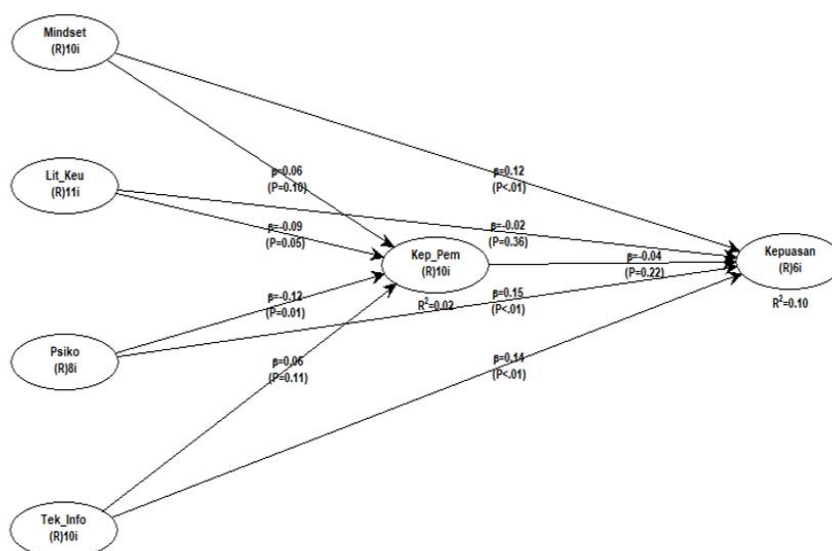 Mindset
(R)10i
β=0.12
(P<.01)
β=0.06
(P=0.10)
Lit_Keu
(R)11i
β=-0.02
(P=0.36)
β=-0.09
(P=0.05)
Kep_Pem
(R)10i
R²=0.02
β=-0.04
(P=0.22)
Kepuasan
(R)6i
R²=0.10
β=-0.12
(P=0.01)
β=0.15
(P<.01)
Psiko
(R)8i
β=0.06
(P=0.11)
β=0.14
(P<.01)
Tek_Info
(R)10i